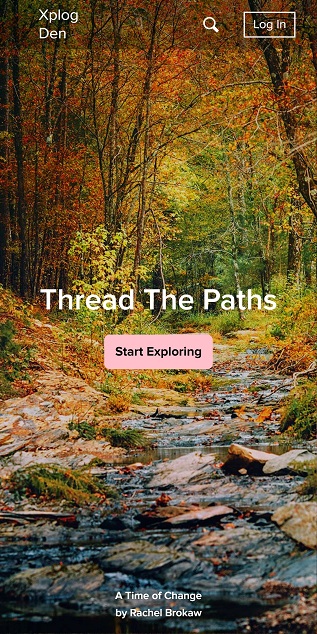 Xplog
Den
Log In
Thread The Paths
Start Exploring
A Time of Change
by Rachel Brokaw